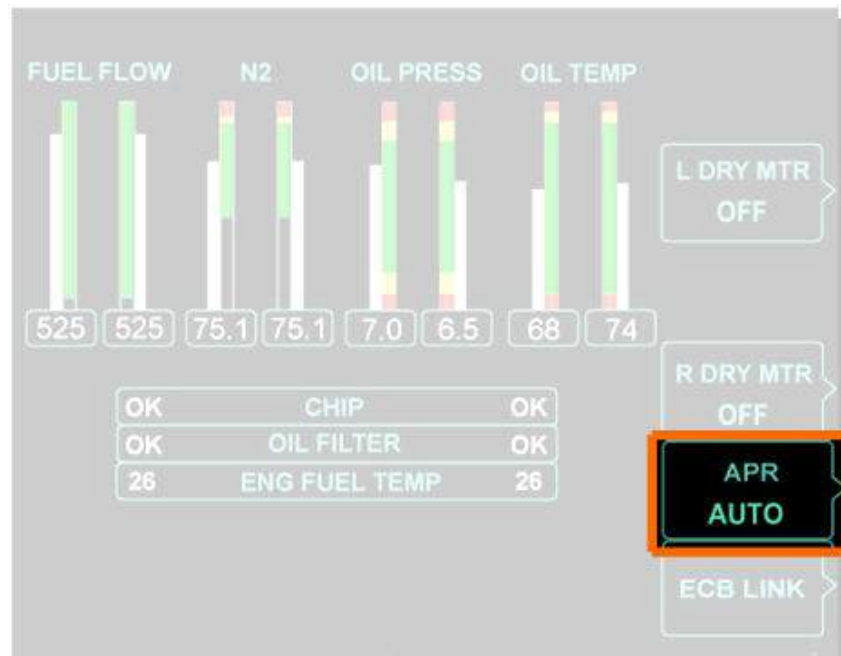 FUEL FLOW N2 OIL PRESS OIL TEMP
L DRY MTR
OFF
525 525 75.1 75.1 7.0 6.5 68 74
R DRY MTR
OFF
OK CHIP OK
OK OIL FILTER OK
26 ENG FUEL TEMP 26
APR
AUTO
ECB LINK